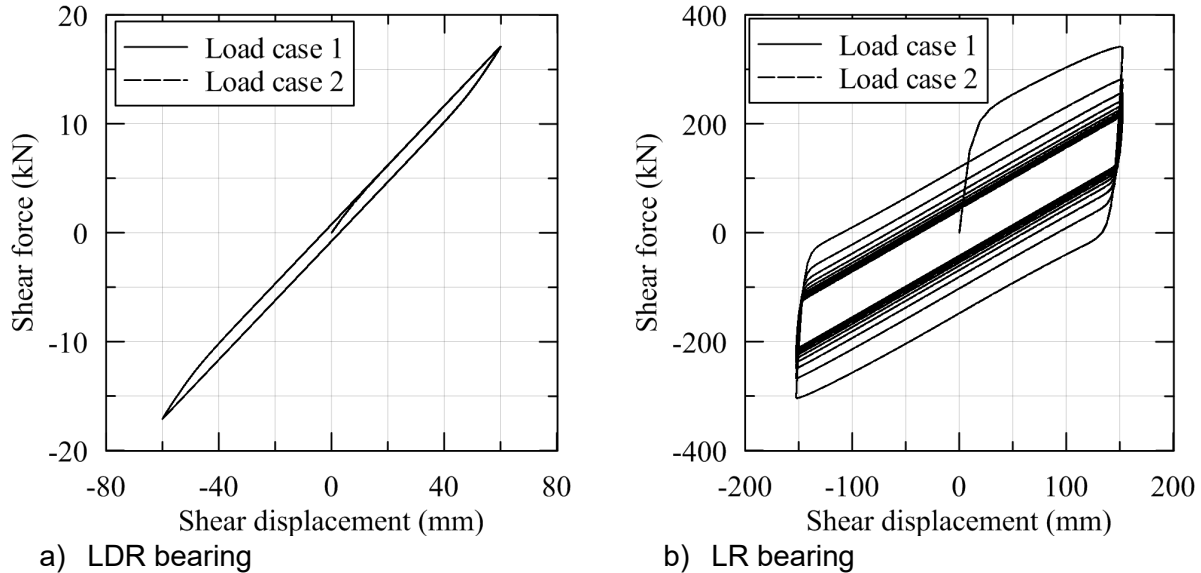 20
10
0
-10
-20
-80
-40
0
40
80
Shear force (kN)
Shear displacement (mm)
Load case 1
Load case 2
a) LDR bearing
400
200
0
-200
-400
-200
-100
0
100
200
Shear force (kN)
Shear displacement (mm)
Load case 1
Load case 2
b) LR bearing